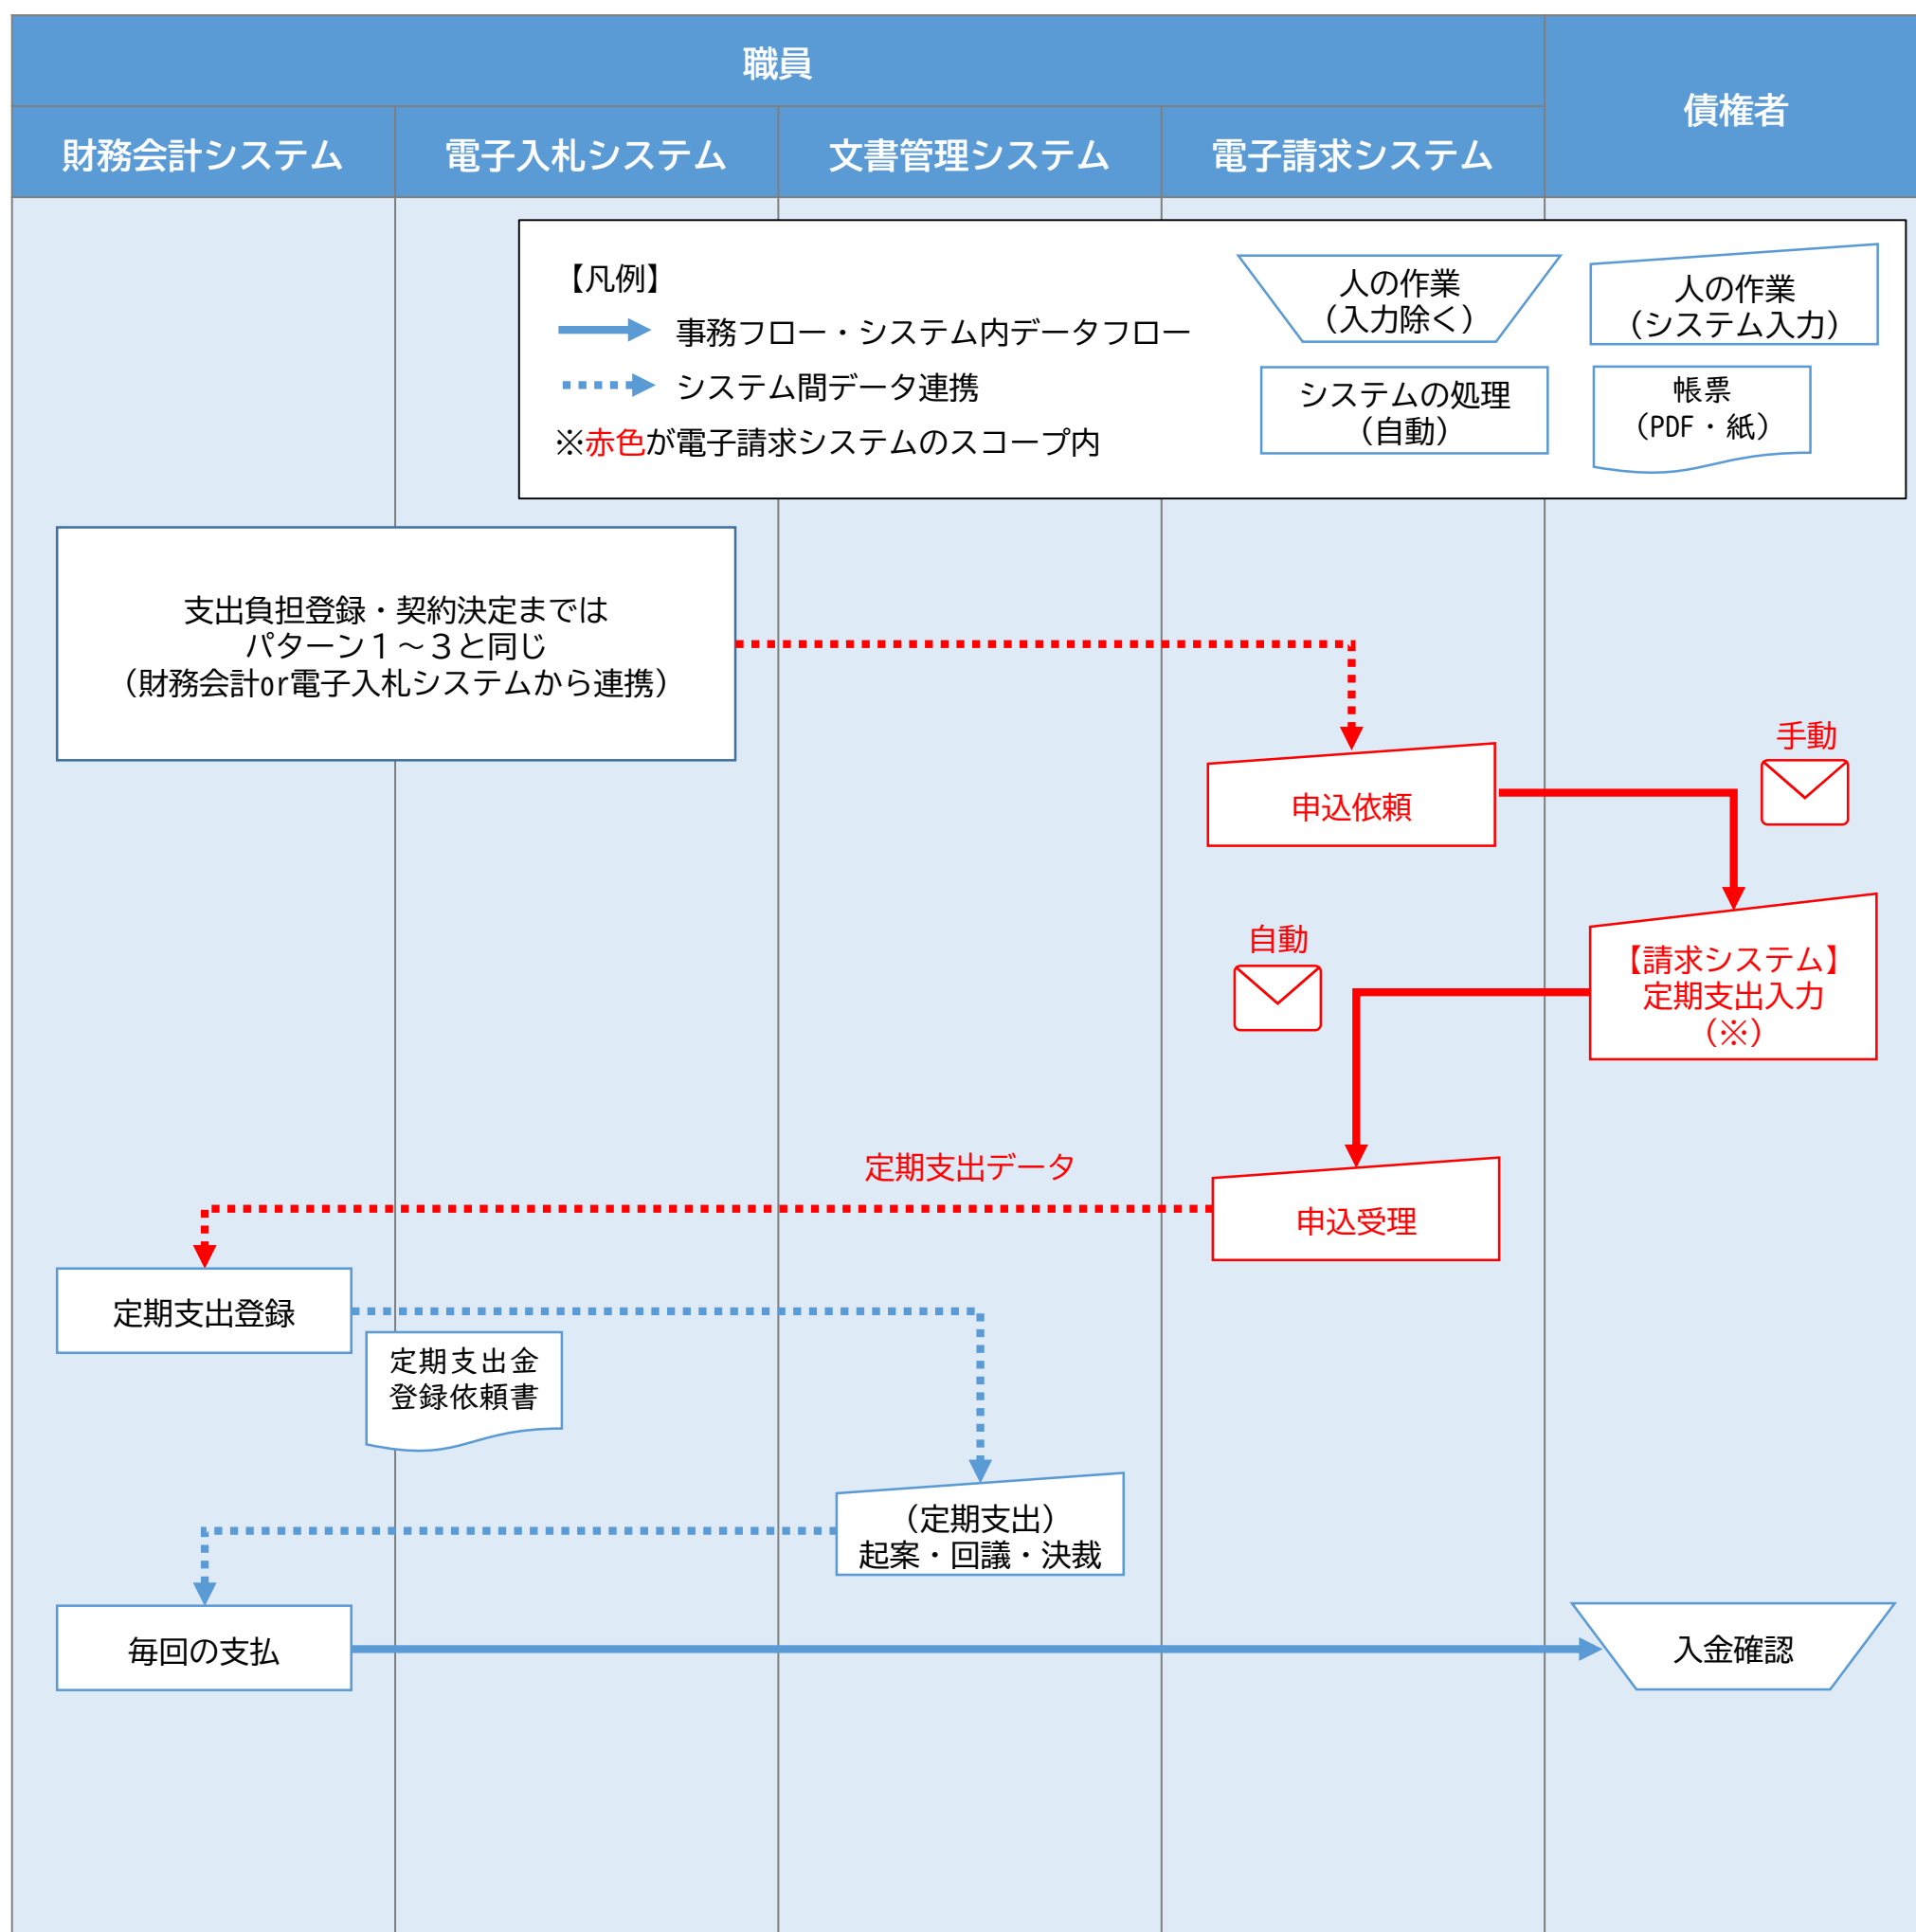 職員
債権者
財務会計システム
電子入札システム
文書管理システム
電子請求システム
【凡例】
事務フロー・システム内データフロー
システム間データ連携
※赤色が電子請求システムのスコープ内
人の作業
（入力除く）
人の作業
（システム入力）
システムの処理
（自動）
帳票
（PDF・紙）
支出負担登録・契約決定までは
パターン１～３と同じ
（財務会計or電子入札システムから連携）
手動
申込依頼
自動
【請求システム】
定期支出入力
（※）
定期支出データ
申込受理
定期支出登録
定期支出金
登録依頼書
（定期支出）
起案・回議・決裁
毎回の支払
入金確認